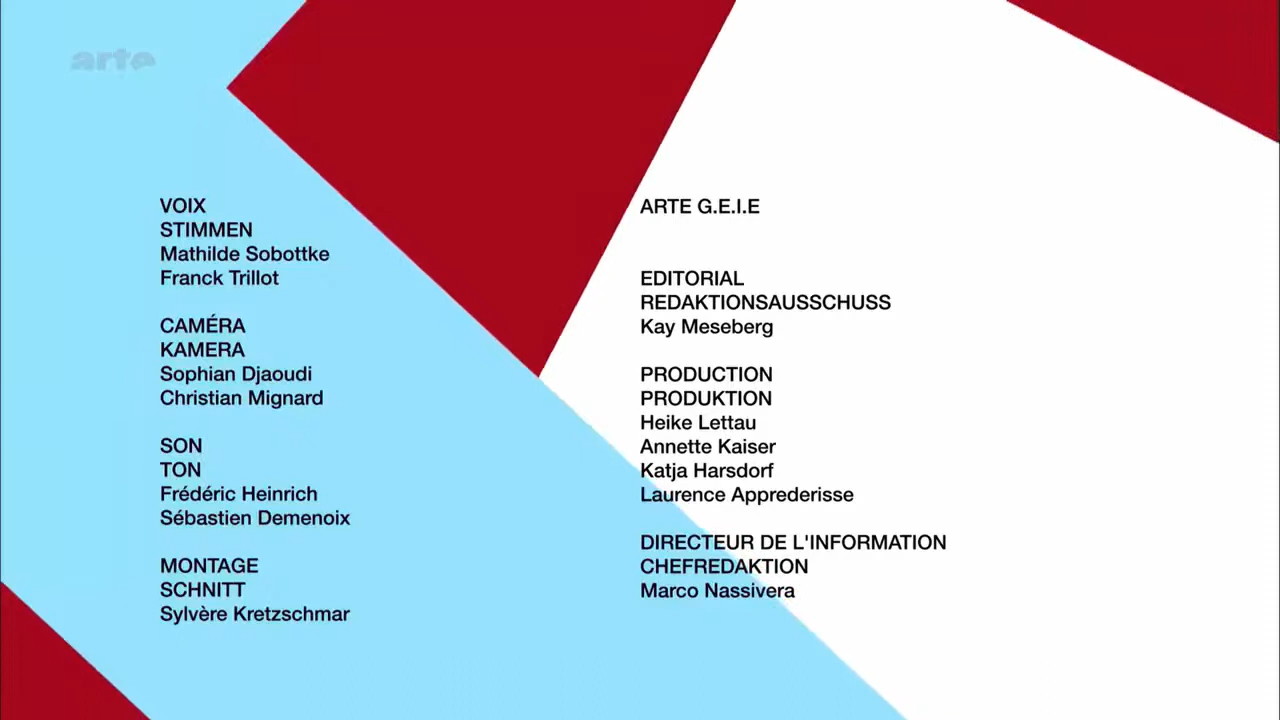 arte
VOIX
STIMMEN
Mathilde Sobottke
Franck Trillot
CAMÉRA
KAMERA
Sophian Djaoudi
Christian Mignard
SON
TON
Frédéric Heinrich
Sébastien Demenoix
MONTAGE
SCHNITT
Sylvère Kretzschmar
ARTE G.E.I.E
EDITORIAL
REDAKTIONSAUSSCHUSS
Kay Meseberg
PRODUCTION
PRODUKTION
Heike Lettau
Annette Kaiser
Katja Harsdorf
Laurence Apprederisse
DIRECTEUR DE L'INFORMATION
CHEFREDAKTION
Marco Nassivera